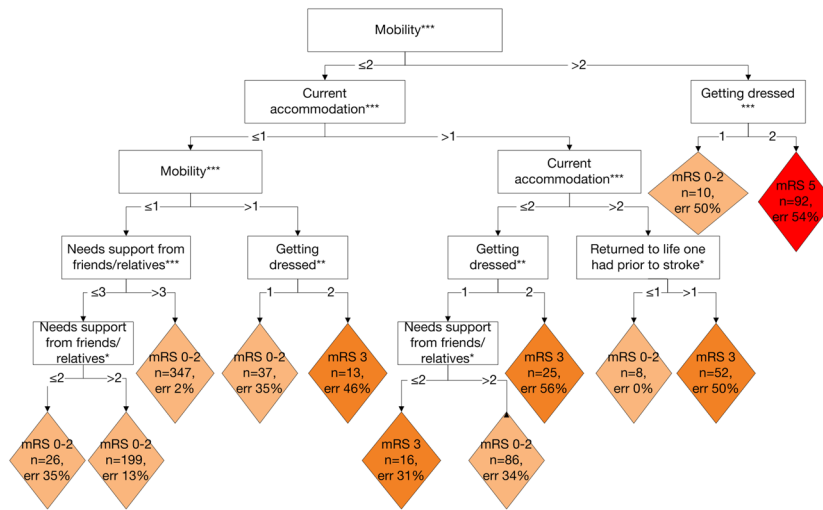 Mobility***
≤2
>2
Current
accommodation***
Getting dressed
***
≤1
>1
1
2
Mobility***
Current
accommodation***
mRS 0-2
n=10,
err 50%
mRS 5
n=92,
err 54%
≤1
>1
≤2
>2
Needs support from
friends/relatives***
Getting
dressed**
Getting
dressed**
Returned to life one
had prior to stroke*
≤3
>3
1
2
1
2
≤1
>1
Needs support
from friends/
relatives*
mRS 0-2
n=347,
err 2%
mRS 0-2
n=37,
err 35%
mRS 3
n=13,
err 46%
Needs support
from friends/
relatives*
mRS 3
n=25,
err 56%
mRS 0-2
n=8,
err 0%
mRS 3
n=52,
err 50%
≤2
>2
≤2
>2
mRS 0-2
n=26,
err 35%
mRS 0-2
n=199,
err 13%
mRS 3
n=16,
err 31%
mRS 0-2
n=86,
err 34%